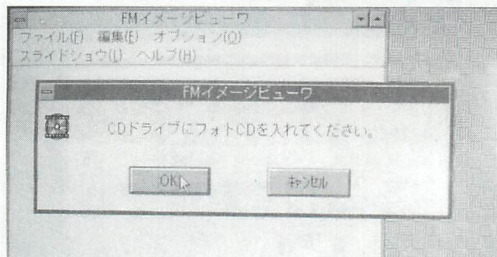 FMイメージビューワ
ファイル(F) 編集(E) オプション(O)
スライドショウ(L) ヘルプ(H)
FMイメージビューワ
CDドライブにフォトCDを入れてください。
OK
キャンセル